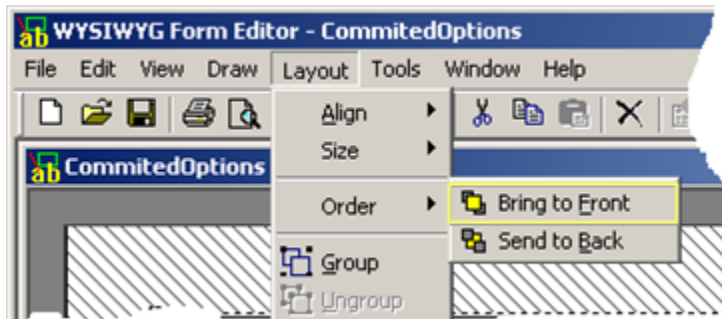 WYSIWYG Form Editor - CommitedOptions
File Edit View Draw Layout Tools Window Help
Align
Size
CommitedOptions
Order
Bring to Front
Send to Back
Group
Ungroup